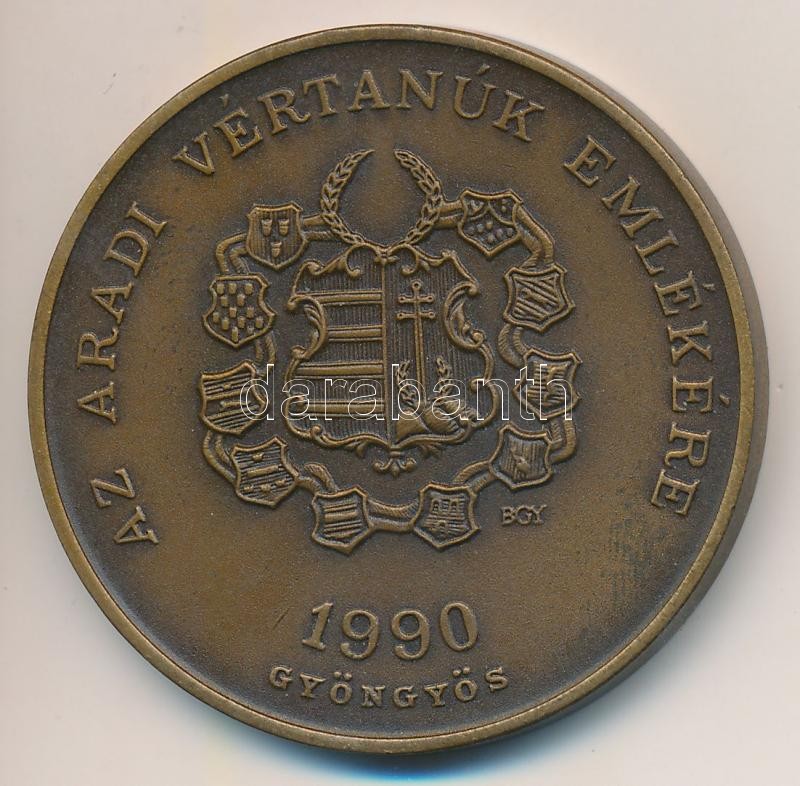 AZ ARADI VÉRTANÚK EMLÉKÉRE
darabanth
BGY
1990
GYÖNGYÖS